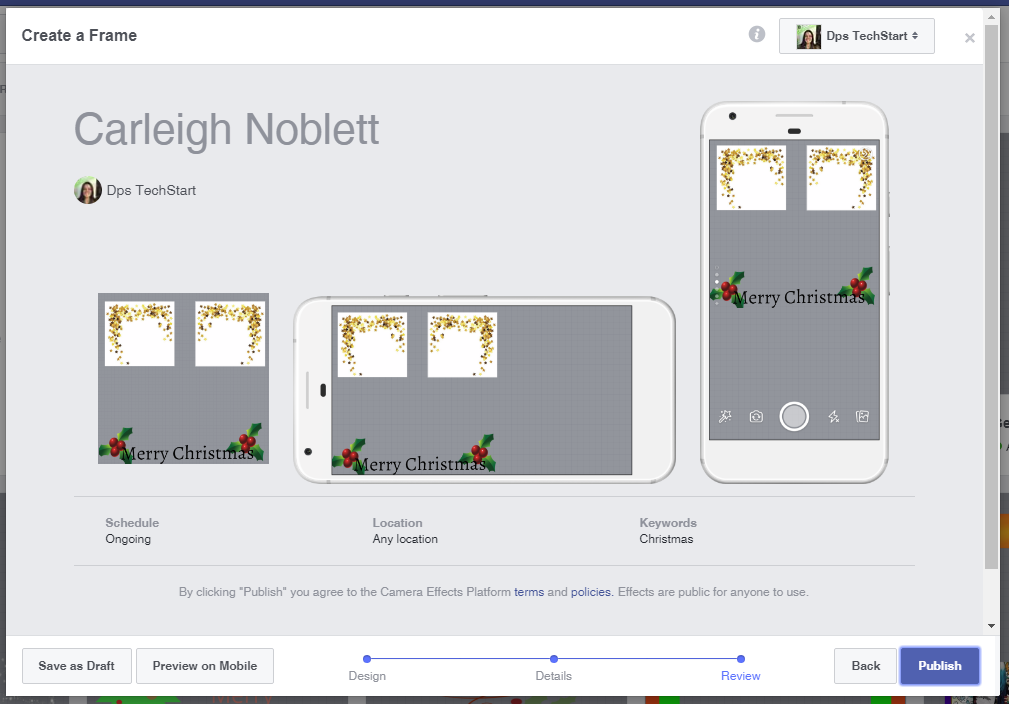 Create a Frame
Dps TechStart
Carleigh Noblett
Dps TechStart
Merry Christmas
Merry Christmas
Merry Christmas
Schedule
Ongoing
Location
Any location
Keywords
Christmas
By clicking "Publish" you agree to the Camera Effects Platform terms and policies. Effects are public for anyone to use.
Save as Draft
Preview on Mobile
Design
Details
Review
Back
Publish